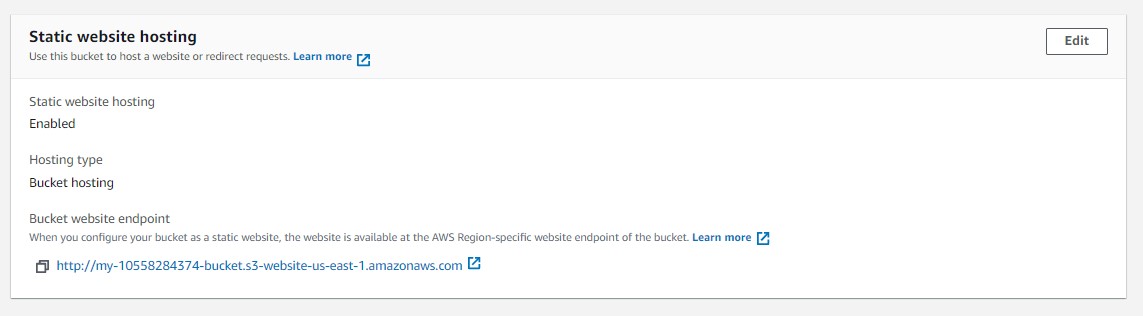 Static website hosting
Edit
Use this bucket to host a website or redirect requests. Learn more
Static website hosting
Enabled
Hosting type
Bucket hosting
Bucket website endpoint
When you configure your bucket as a static website, the website is available at the AWS Region-specific website endpoint of the bucket. Learn more
http://my-10558284374-bucket.s3-website-us-east-1.amazonaws.com